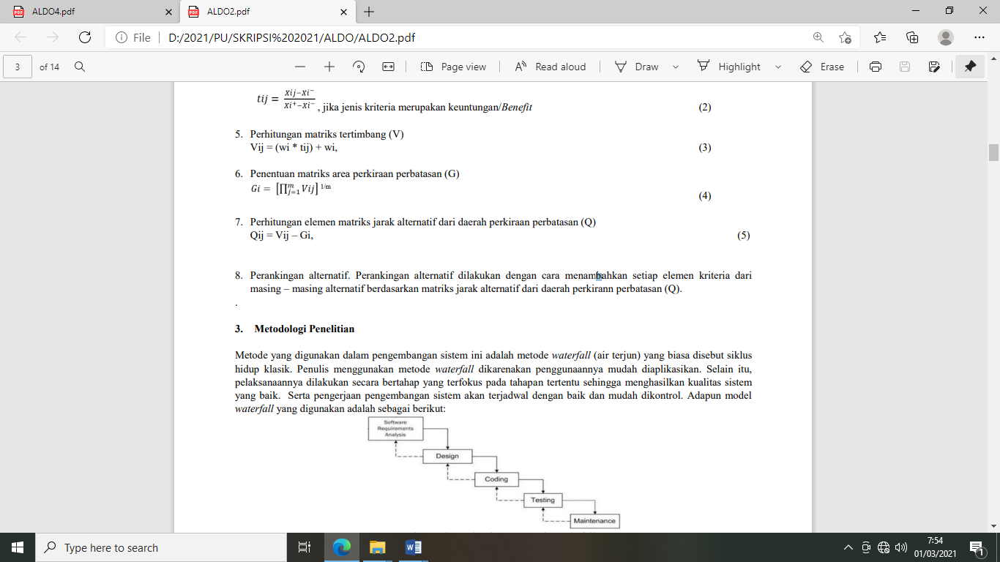 ALDO4.pdf
ALDO2.pdf
File
D:/2021/PU/SKRIPSI%202021/ALDO/ALDO2.pdf
3 of 14
Page view
Read aloud
Draw
Highlight
Erase
tij = Xij−Xi⁻ / Xi⁺−Xi⁻ , jika jenis kriteria merupakan keuntungan/Benefit (2)
5. Perhitungan matriks tertimbang (V)
Vij = (wi * tij) + wi, (3)
6. Penentuan matriks area perkiraan perbatasan (G)
Gi = [∏ᵐⱼ₌₁ Vij] 1/m
(4)
7. Perhitungan elemen matriks jarak alternatif dari daerah perkiraan perbatasan (Q)
Qij = Vij – Gi, (5)
8. Perankingan alternatif. Perankingan alternatif dilakukan dengan cara menambahkan setiap elemen kriteria dari
masing – masing alternatif berdasarkan matriks jarak alternatif dari daerah perkirann perbatasan (Q).
.
3. Metodologi Penelitian
Metode yang digunakan dalam pengembangan sistem ini adalah metode waterfall (air terjun) yang biasa disebut siklus
hidup klasik. Penulis menggunakan metode waterfall dikarenakan penggunaannya mudah diaplikasikan. Selain itu,
pelaksanaannya dilakukan secara bertahap yang terfokus pada tahapan tertentu sehingga menghasilkan kualitas sistem
yang baik. Serta pengerjaan pengembangan sistem akan terjadwal dengan baik dan mudah dikontrol. Adapun model
waterfall yang digunakan adalah sebagai berikut:
Software
Requirements
Analysis
Design
Coding
Testing
Maintenance
Type here to search
7:54
01/03/2021
1